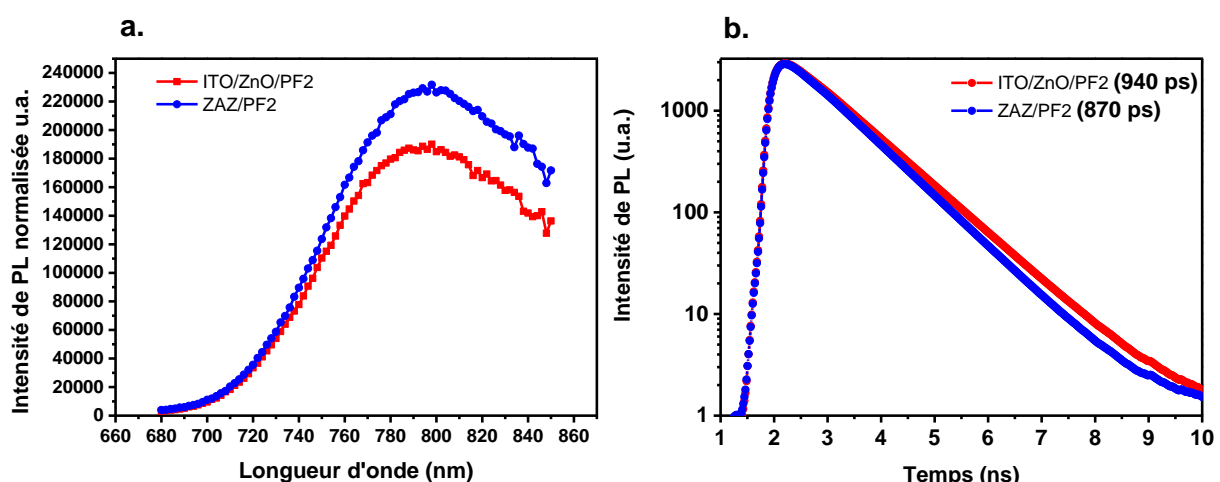 a.
Intensité de PL normalisée u.a.
240000
220000
200000
180000
160000
140000
120000
100000
80000
60000
40000
20000
0
ITO/ZnO/PF2
ZAZ/PF2
660 680 700 720 740 760 780 800 820 840 860
Longueur d'onde (nm)
b.
Intensité de PL (u.a.)
1000
100
10
1
ITO/ZnO/PF2 (940 ps)
ZAZ/PF2 (870 ps)
1 2 3 4 5 6 7 8 9 10
Temps (ns)